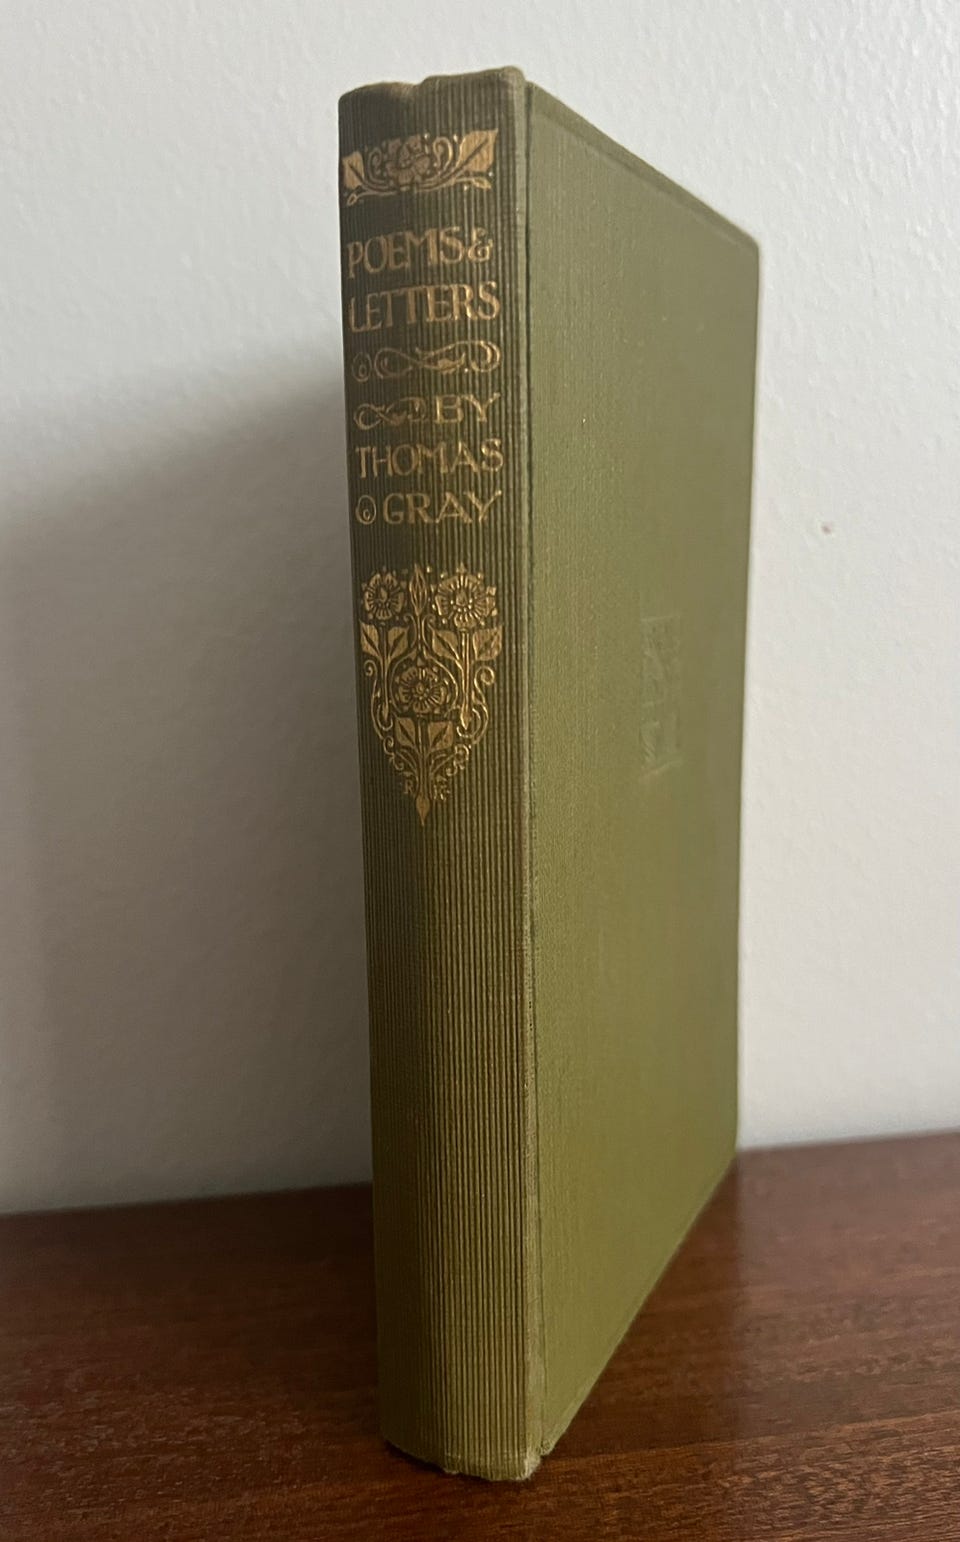 POEMS &
LETTERS
BY
THOMAS
GRAY
R K